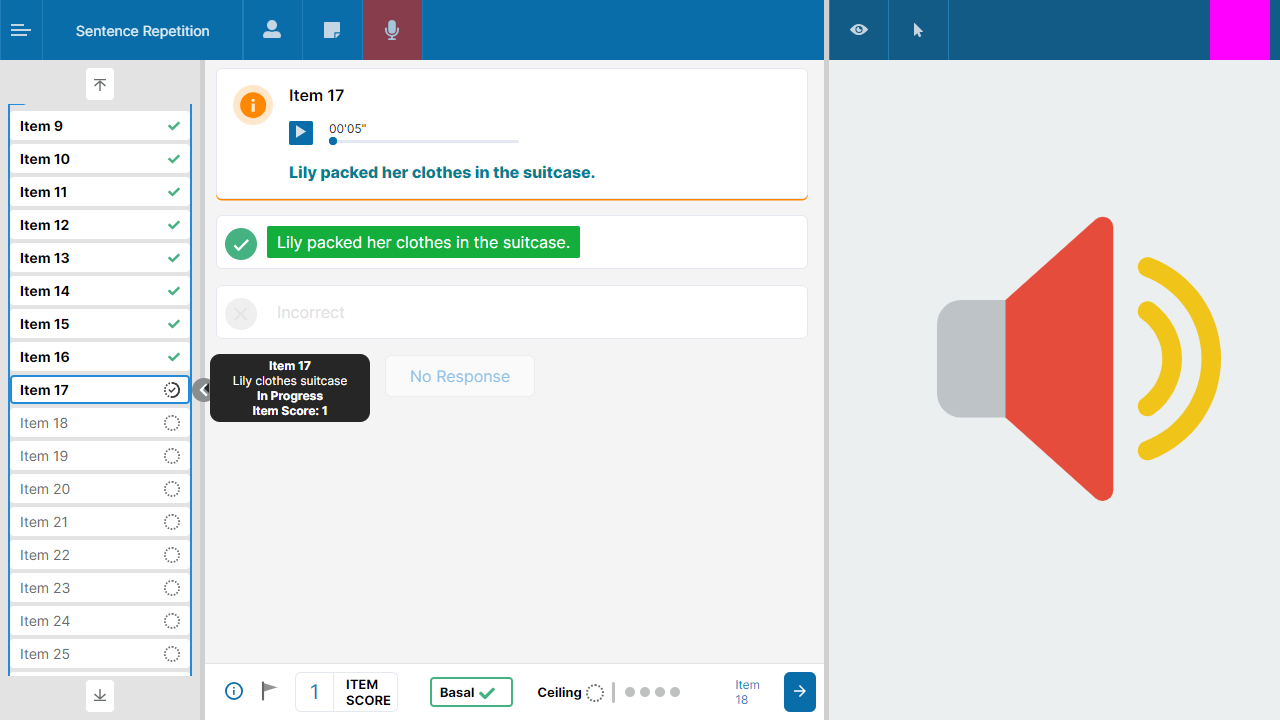 Sentence Repetition
Item 9
Item 10
Item 11
Item 12
Item 13
Item 14
Item 15
Item 16
Item 17
Item 18
Item 19
Item 20
Item 21
Item 22
Item 23
Item 24
Item 25
Item 17
00'05"
Lily packed her clothes in the suitcase.
Lily packed her clothes in the suitcase.
Incorrect
Item 17
Lily clothes suitcase
In Progress
Item Score: 1
No Response
1
ITEM
SCORE
Basal
Ceiling
Item
18